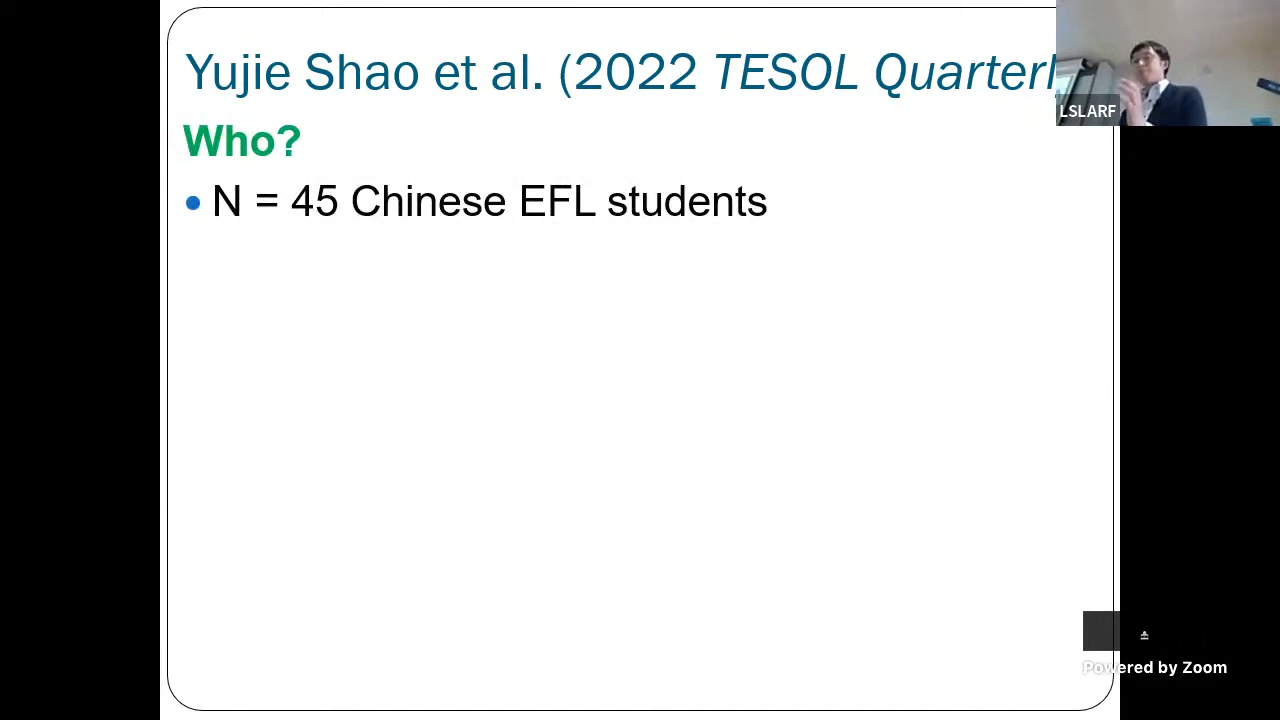 Yujie Shao et al. (2022 TESOL Quarterl
LSLARF
Who?
• N = 45 Chinese EFL students
Powered by Zoom